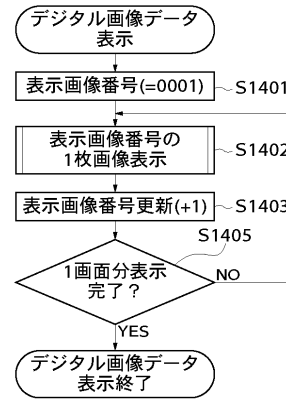 デジタル画像データ
表示
表示画像番号(=0001)
S1401
表示画像番号の
1枚画像表示
S1402
表示画像番号更新(+1)
S1403
S1405
1画面分表示
完了？
NO
YES
デジタル画像データ
表示終了